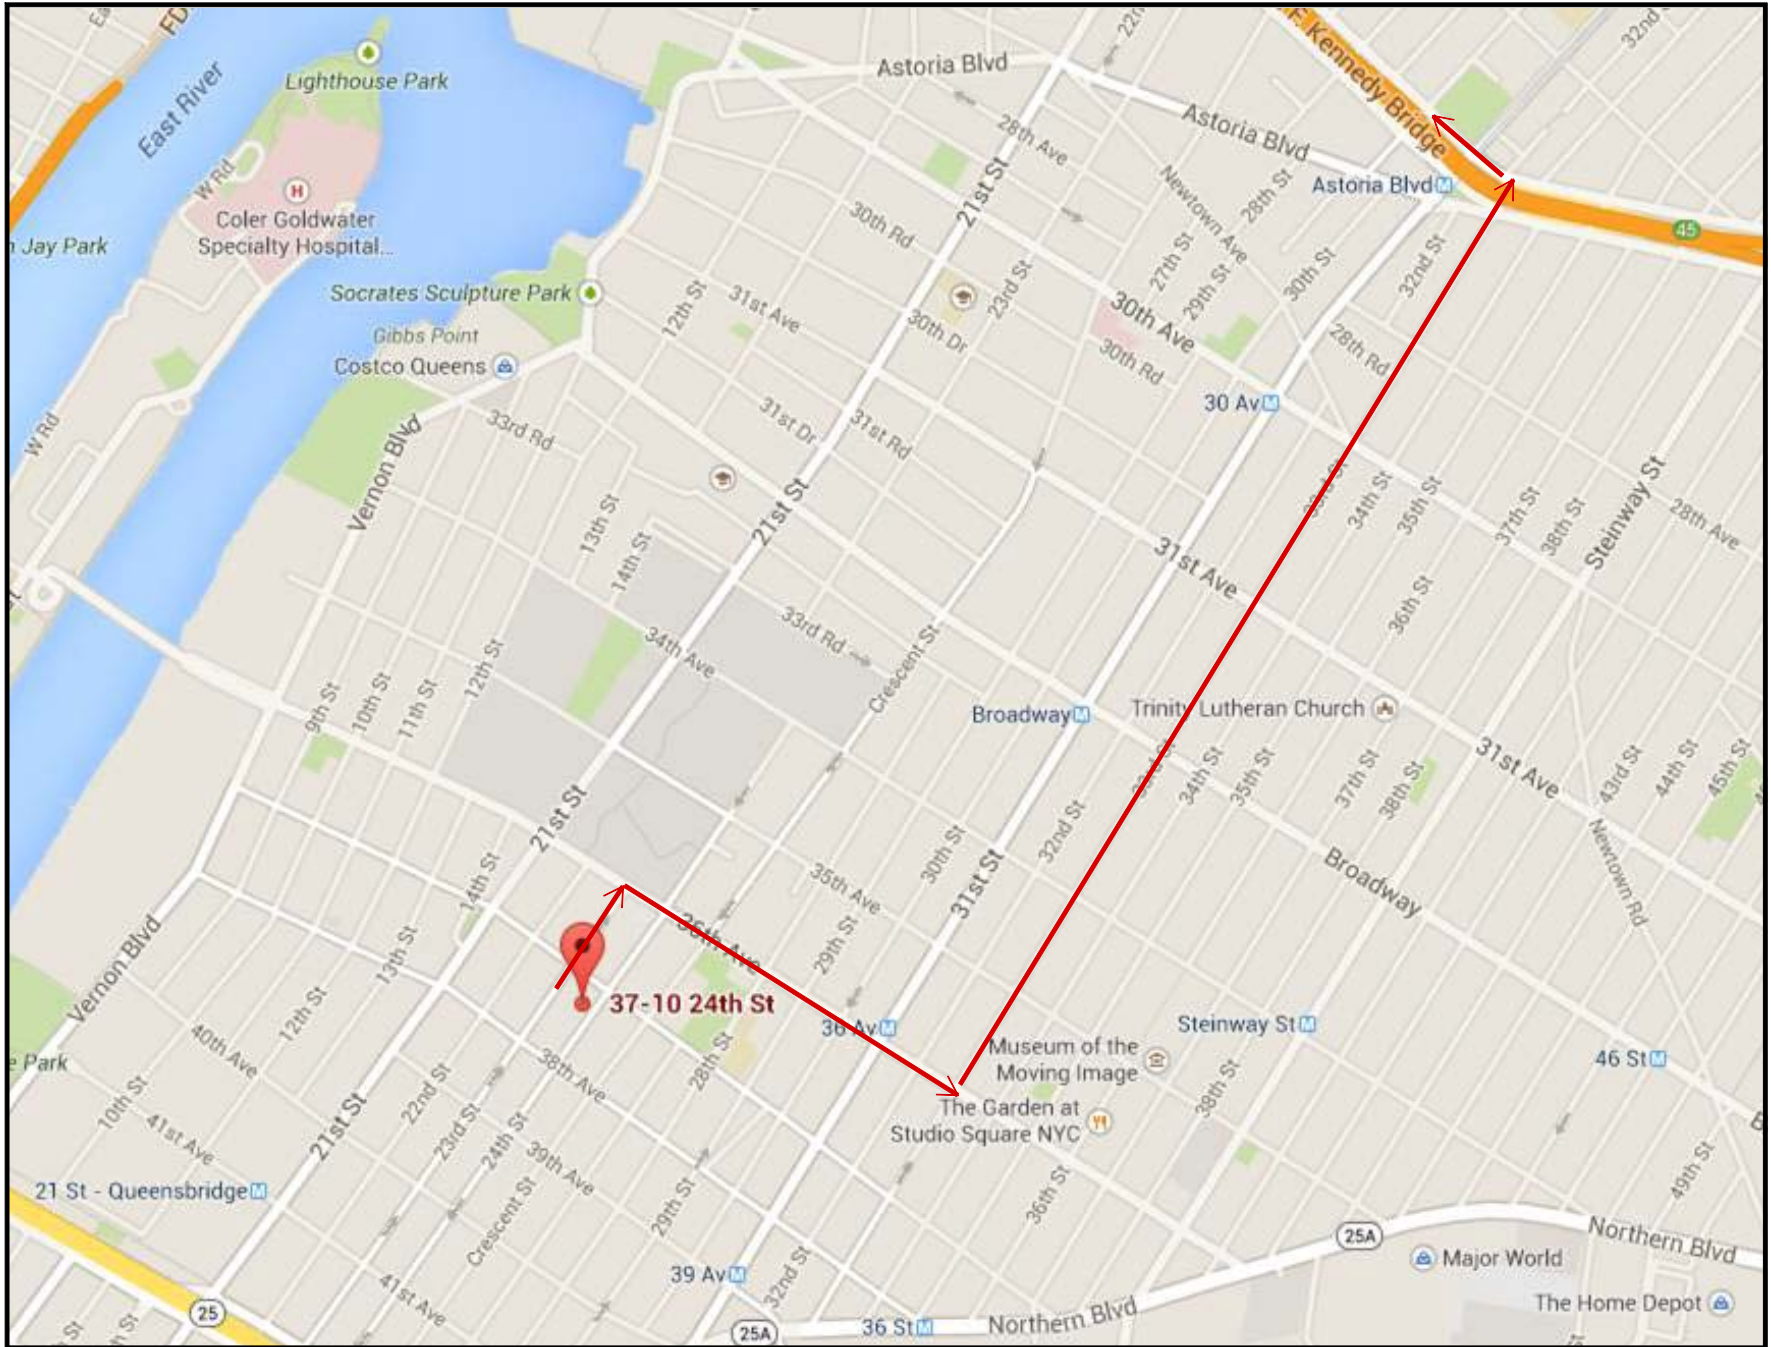 FD
22n
32nd
F. Kennedy Bridge
Astoria Blvd
Lighthouse Park
East River
28th Ave
Astoria Blvd
W Rd
H
Coler Goldwater
Specialty Hospital...
21st St
Newtown Ave
28th St
Astoria Blvd
M
45
Jay Park
30th Rd
27th St
29th St
30th St
32nd St
Socrates Sculpture Park
Gibbs Point
Costco Queens
12th St
31st Ave
30th Dr
23rd St
30th Ave
30th Rd
28th Rd
30 Av
M
W Rd
Vernon Blvd
33rd Rd
31st Dr
31st Rd
21st St
33rd St
34th St
35th St
37th St
38th St
Steinway St
28th Ave
13th St
14th St
31st Ave
36th St
33rd Rd
34th Ave
Crescent St
9th St
10th St
11th St
12th St
Broadway
M
Trinity Lutheran Church
33rd St
34th St
35th St
37th St
38th St
31st Ave
43rd St
44th St
45th St
21st St
14th St
35th Ave
30th St
31st St
32nd St
Broadway
Newtown Rd
Vernon Blvd
13th St
12th St
36th Ave
29th St
37-10 24th St
36 Av
M
Steinway St
M
46 St
M
Museum of the
Moving Image
The Garden at
Studio Square NYC
e Park
40th Ave
10th St
41st Ave
22nd St
23rd St
24th St
38th Ave
28th St
38th St
21st St
39th Ave
Crescent St
29th St
36th St
49th St
21 St - Queensbridge
M
25
41st Ave
39 Av
M
32nd St
25A
36 St
M
Northern Blvd
25A
Northern Blvd
Major World
The Home Depot